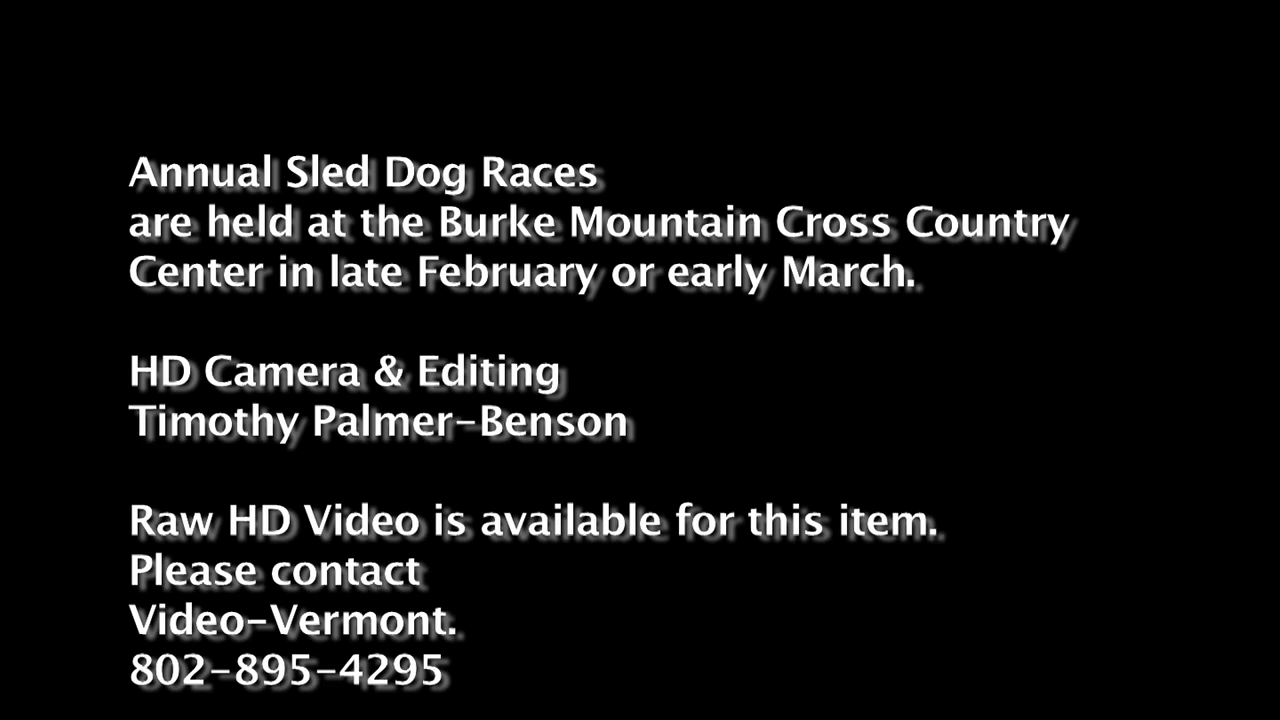 Annual Sled Dog Races
are held at the Burke Mountain Cross Country
Center in late February or early March.
HD Camera & Editing
Timothy Palmer-Benson
Raw HD Video is available for this item.
Please contact
Video-Vermont.
802-895-4295